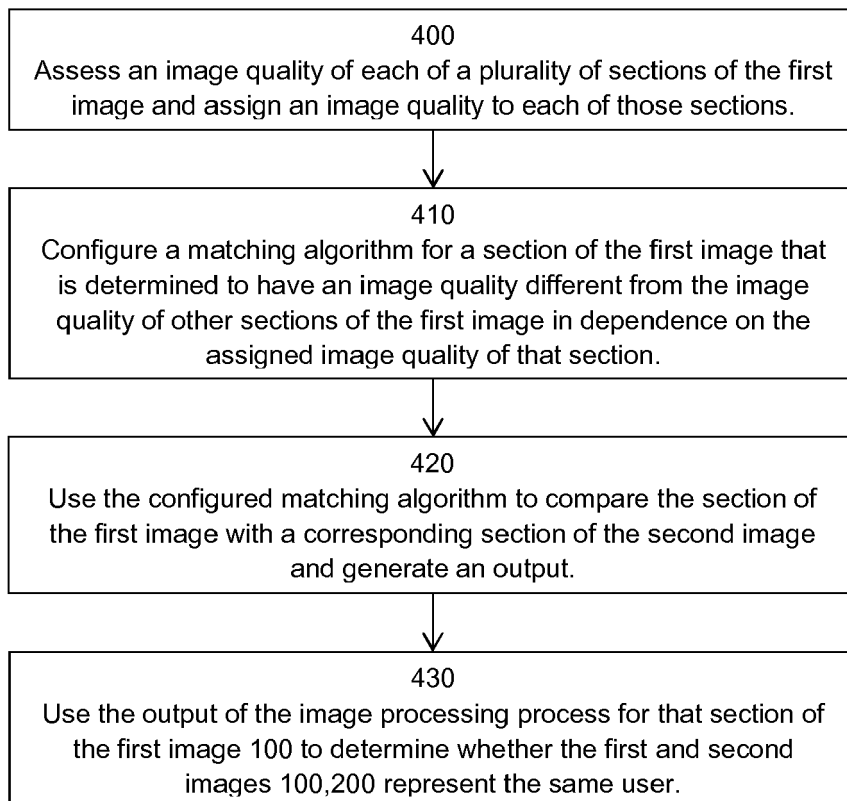 400
Assess an image quality of each of a plurality of sections of the first
image and assign an image quality to each of those sections.
410
Configure a matching algorithm for a section of the first image that
is determined to have an image quality different from the image
quality of other sections of the first image in dependence on the
assigned image quality of that section.
420
Use the configured matching algorithm to compare the section of
the first image with a corresponding section of the second image
and generate an output.
430
Use the output of the image processing process for that section of
the first image 100 to determine whether the first and second
images 100,200 represent the same user.